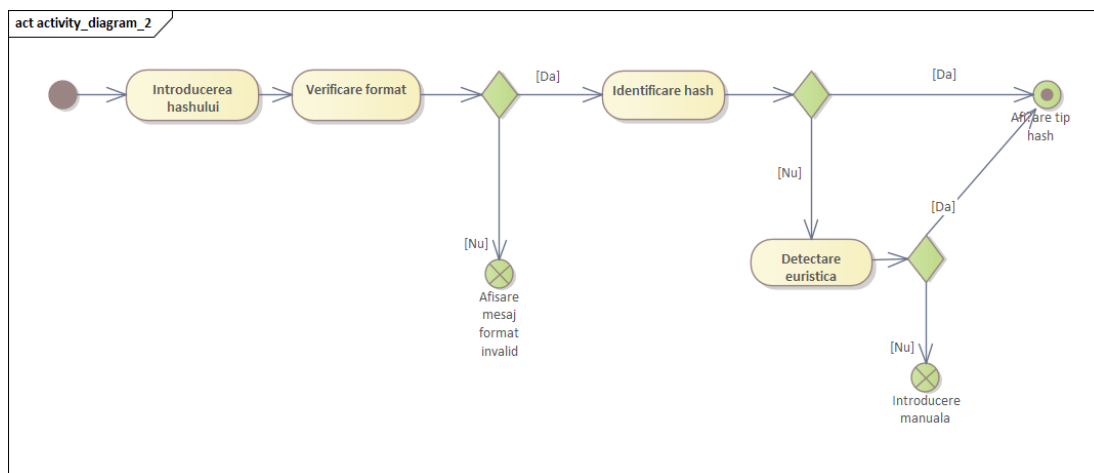 act activity_diagram_2
Introducerea
hashului
Verificare format
[Da]
Identificare hash
[Da]
tip
hash
[Nu]
[Da]
[Nu]
Detectare
euristica
Afisare
mesaj
format
invalid
[Nu]
Introducere
manuala